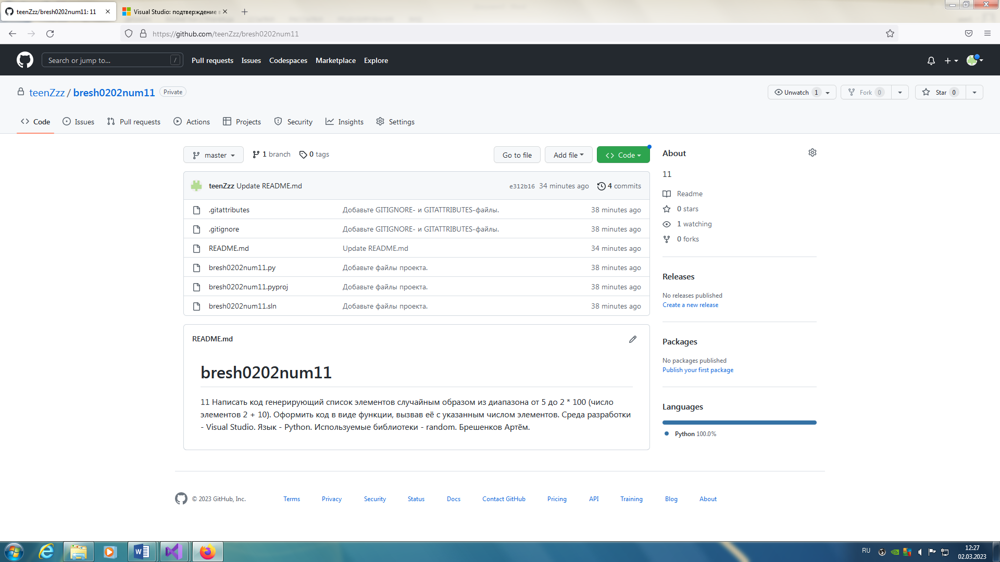 teenZzz/bresh0202num11: 11
Visual Studio: подтверждение в
https://github.com/teenZzz/bresh0202num11
Search or jump to...
/
Pull requests
Issues
Codespaces
Marketplace
Explore
teenZzz / bresh0202num11
Private
Unwatch 1
Fork 0
Star 0
Code
Issues
Pull requests
Actions
Projects
Security
Insights
Settings
master
1 branch
0 tags
Go to file
Add file
Code
teenZzz Update README.md
e312b16 34 minutes ago
4 commits
.gitattributes Добавьте GITIGNORE- и GITATTRIBUTES-файлы. 38 minutes ago
.gitignore Добавьте GITIGNORE- и GITATTRIBUTES-файлы. 38 minutes ago
README.md Update README.md 34 minutes ago
bresh0202num11.py Добавьте файлы проекта. 38 minutes ago
bresh0202num11.pyproj Добавьте файлы проекта. 38 minutes ago
bresh0202num11.sln Добавьте файлы проекта. 38 minutes ago
README.md
bresh0202num11
11 Написать код генерирующий список элементов случайным образом из диапазона от 5 до 2 * 100 (число
элементов 2 + 10). Оформить код в виде функции, вызвав её с указанным числом элементов. Среда разработки
- Visual Studio. Язык - Python. Используемые библиотеки - random. Брешенков Артём.
About
11
Readme
0 stars
1 watching
0 forks
Releases
No releases published
Create a new release
Packages
No packages published
Publish your first package
Languages
Python 100.0%
© 2023 GitHub, Inc.
Terms
Privacy
Security
Status
Docs
Contact GitHub
Pricing
API
Training
Blog
About
RU
12:27
02.03.2023